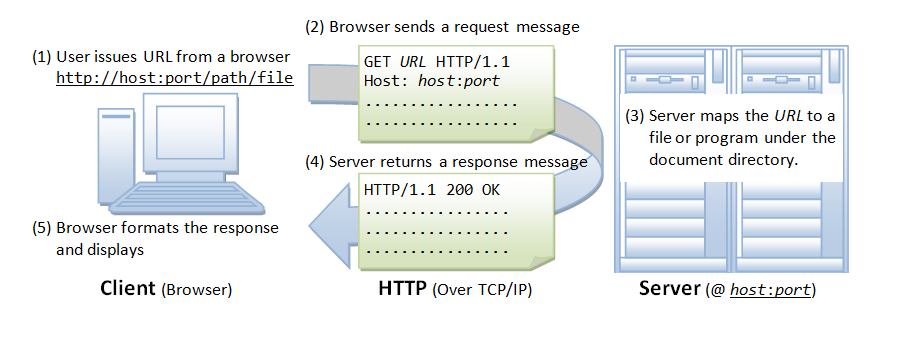 (1) User issues URL from a browser
http://host:port/path/file
(2) Browser sends a request message
GET URL HTTP/1.1
Host: host:port
.................
.................
(3) Server maps the URL to a
file or program under the
document directory.
(4) Server returns a response message
HTTP/1.1 200 OK
................
................
................
(5) Browser formats the response
and displays
Client (Browser)
HTTP (Over TCP/IP)
Server (@ host:port)